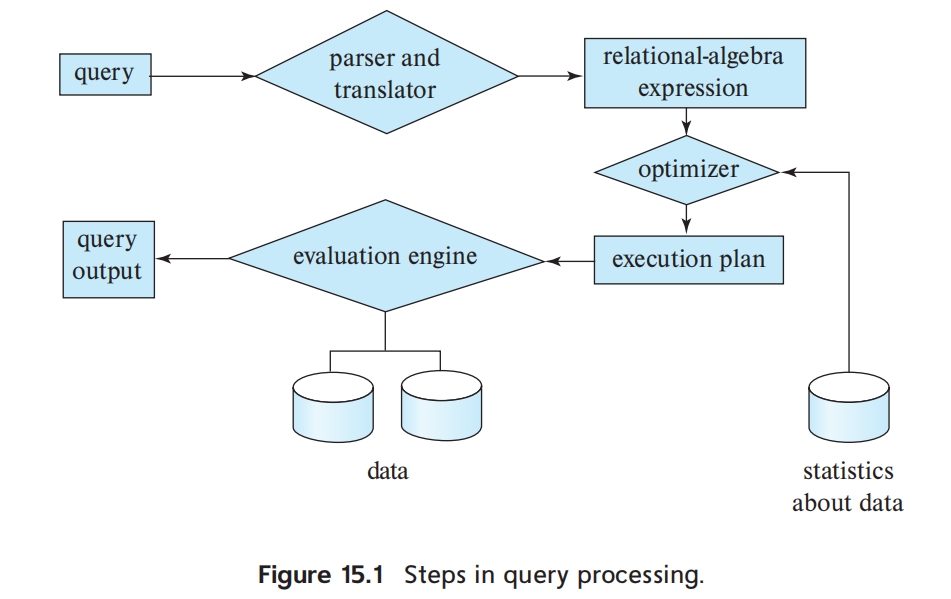 query
parser and
translator
relational-algebra
expression
optimizer
query
output
evaluation engine
execution plan
data
statistics
about data
Figure 15.1 Steps in query processing.